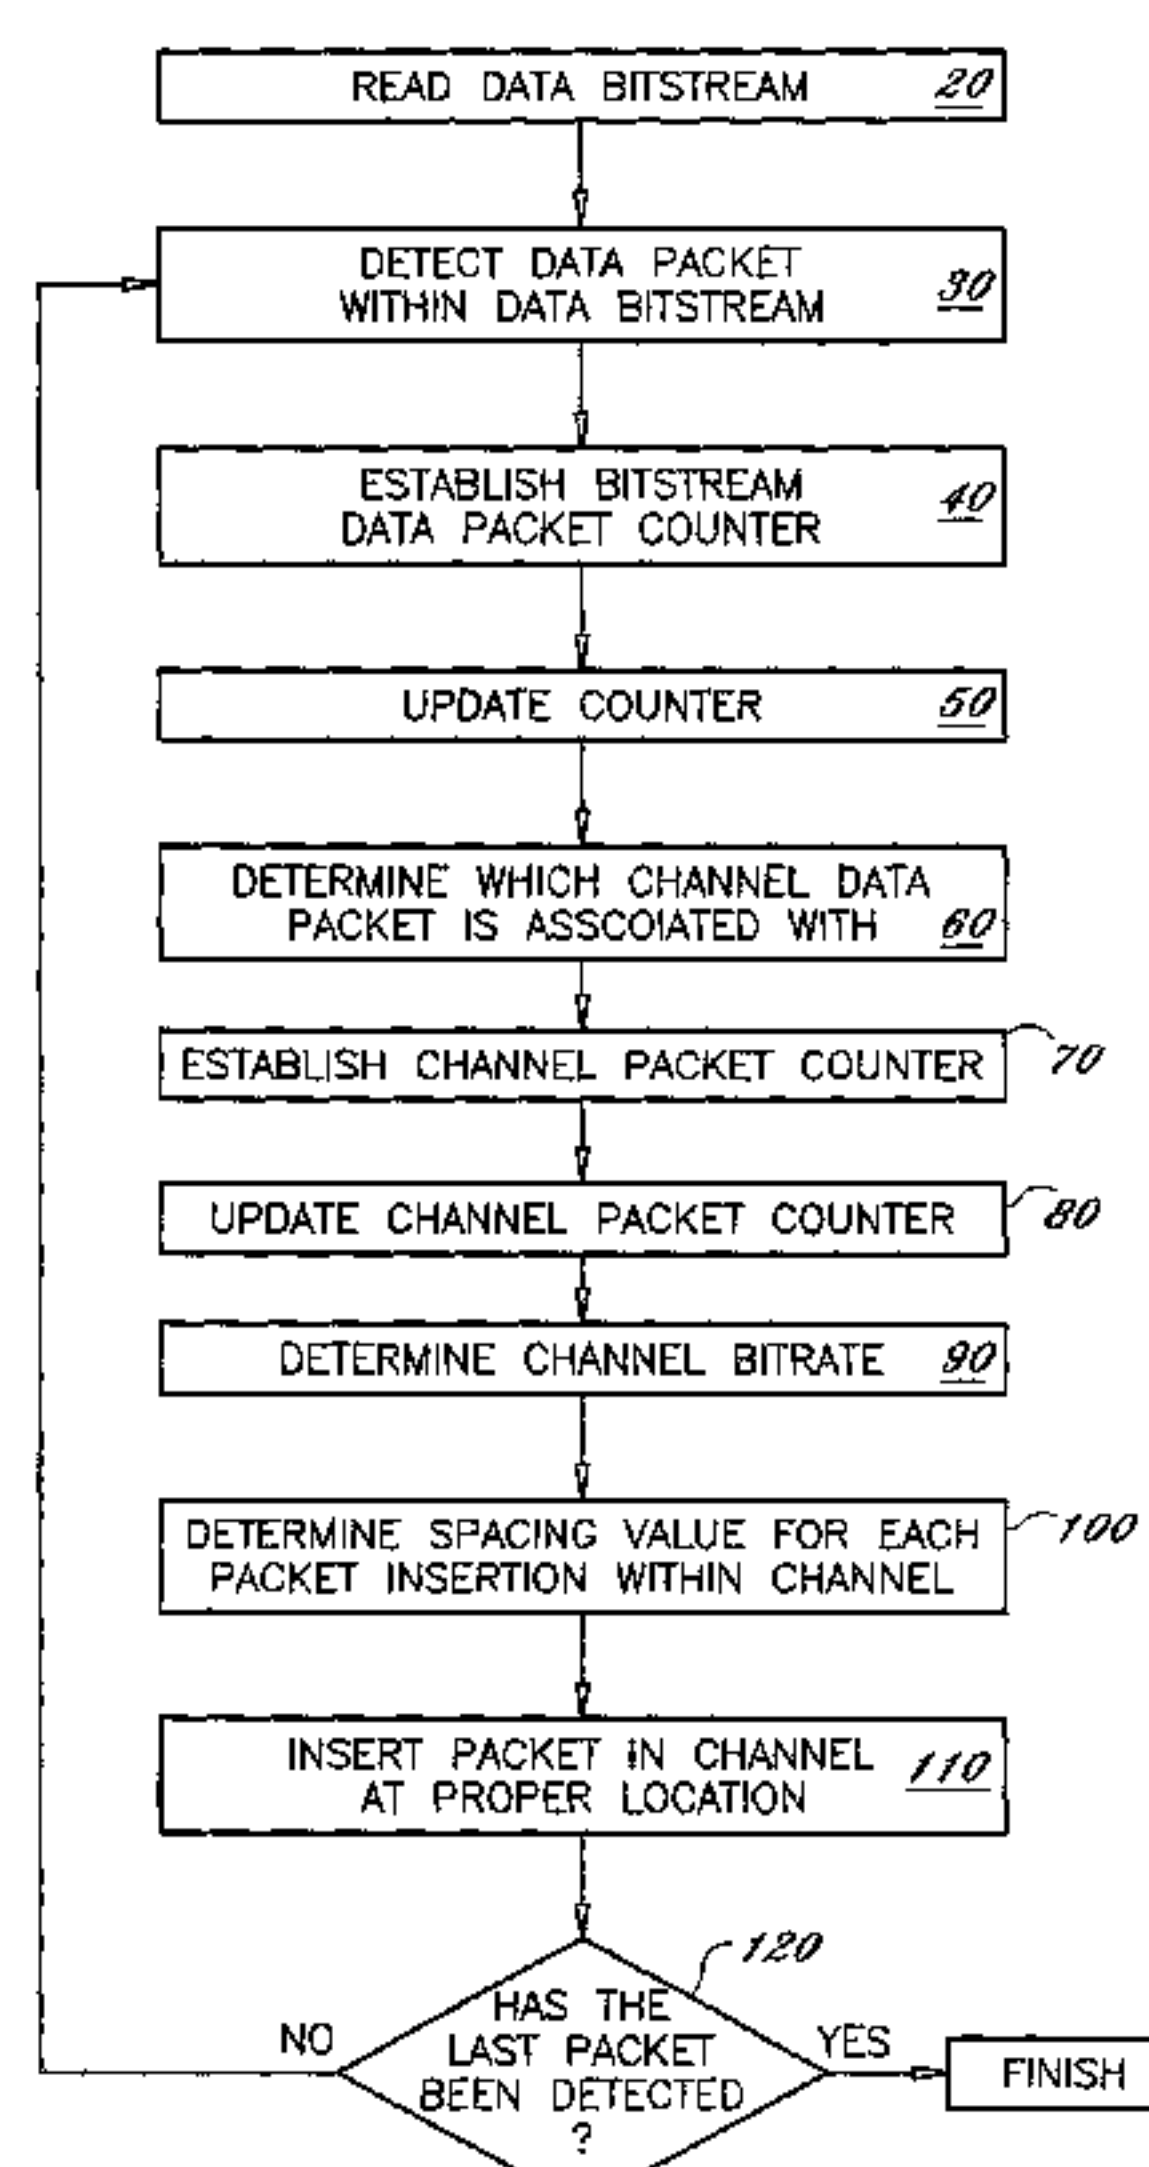 READ DATA BITSTREAM 20
DETECT DATA PACKET
WITHIN DATA BITSTREAM 30
ESTABLISH BITSTREAM
DATA PACKET COUNTER 40
UPDATE COUNTER 50
DETERMINE WHICH CHANNEL DATA
PACKET IS ASSCOIATED WITH 60
ESTABLISH CHANNEL PACKET COUNTER 70
UPDATE CHANNEL PACKET COUNTER 80
DETERMINE CHANNEL BITRATE 90
DETERMINE SPACING VALUE FOR EACH
PACKET INSERTION WITHIN CHANNEL 100
INSERT PACKET IN CHANNEL
AT PROPER LOCATION 110
120
HAS THE
LAST PACKET
BEEN DETECTED
?
NO
YES
FINISH